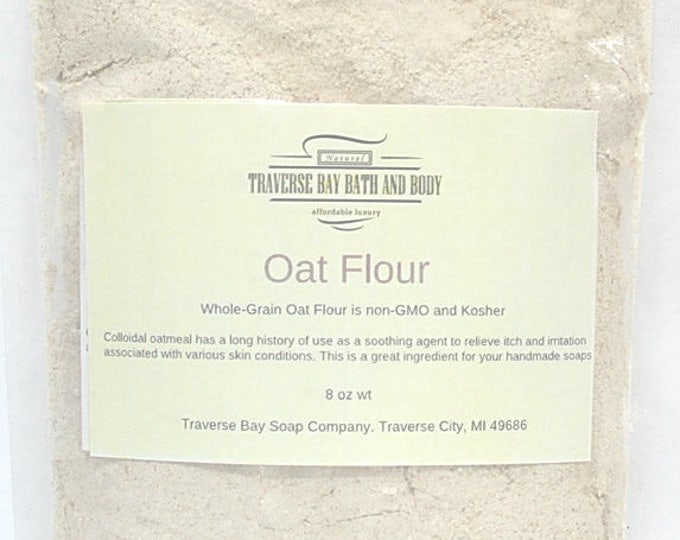 Natural
TRAVERSE BAY BATH AND BODY
affordable luxury
Oat Flour
Whole-Grain Oat Flour is non-GMO and Kosher
Colloidal oatmeal has a long history of use as a soothing agent to relieve itch and irritation
associated with various skin conditions. This is a great ingredient for your handmade soaps
8 oz wt
Traverse Bay Soap Company. Traverse City, MI 49686